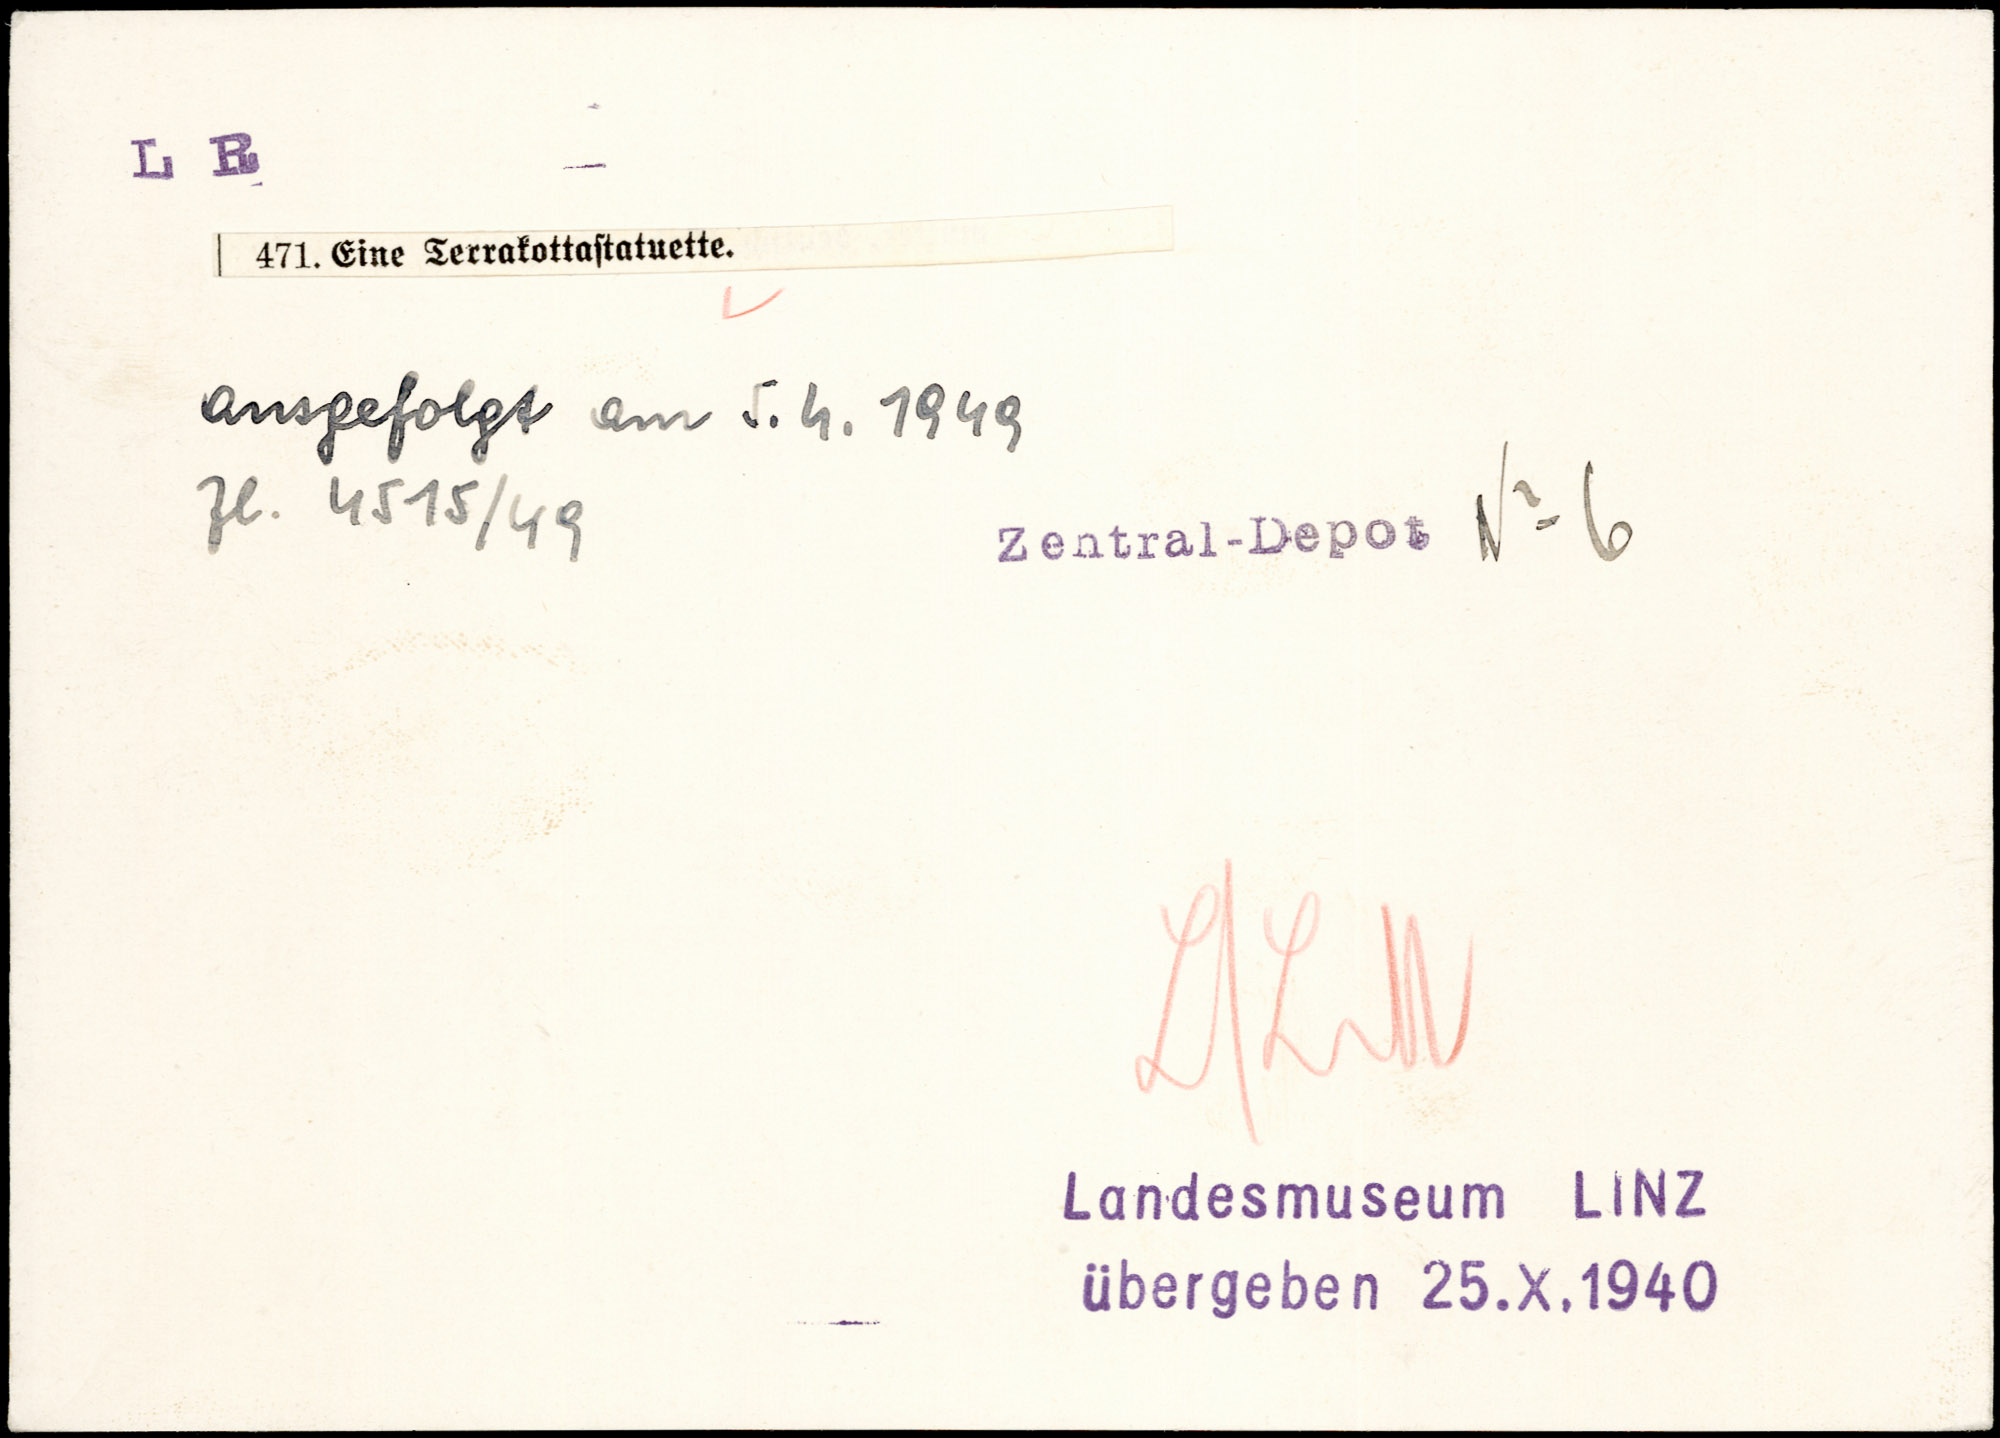 L R
471. Eine Terrakottastatuette.
ausgefolgt am 5.4.1949
Zl. 4515/49
Zentral-Depot Nr 6
Landesmuseum LINZ
übergeben 25.X.1940